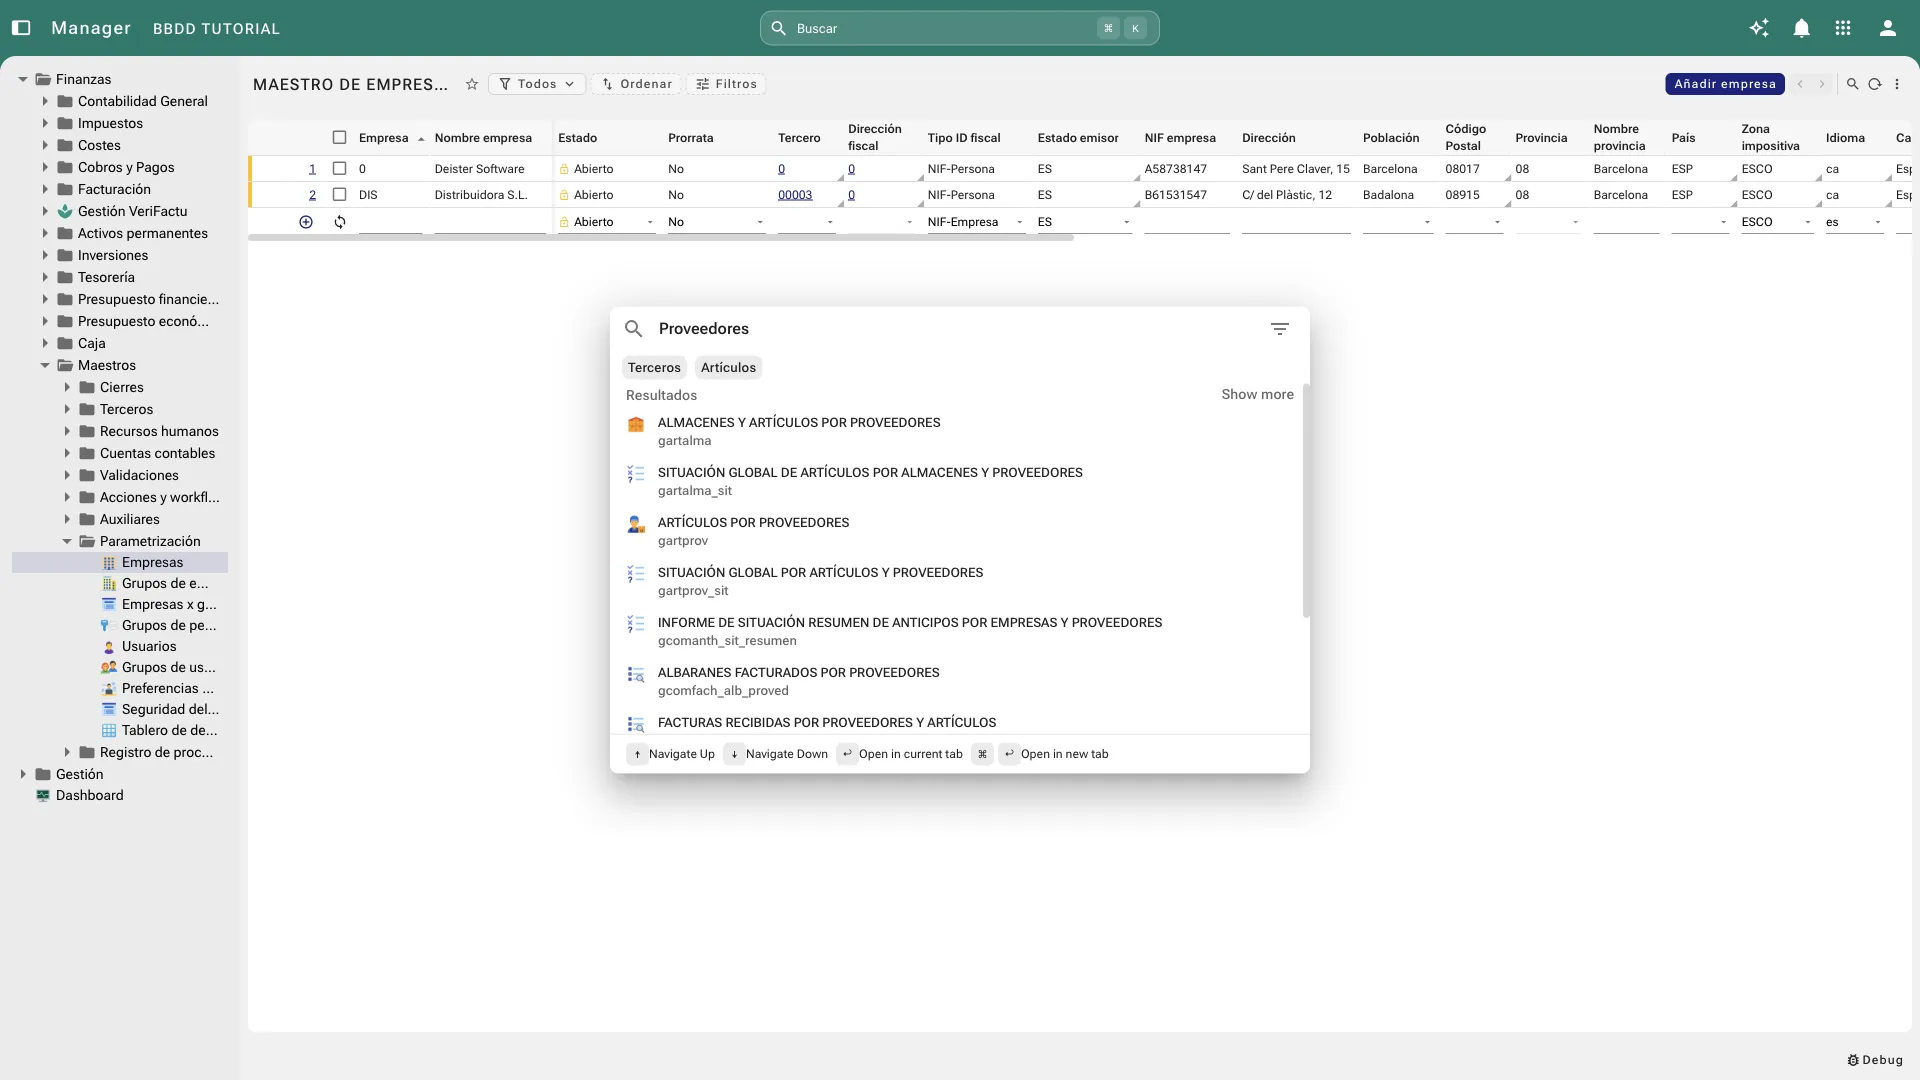 Manager BBDD TUTORIAL
Buscar ⌘ K
Finanzas
Contabilidad General
Impuestos
Costes
Cobros y Pagos
Facturación
Gestión VeriFactu
Activos permanentes
Inversiones
Tesorería
Presupuesto financie...
Presupuesto econó...
Caja
Maestros
Cierres
Terceros
Recursos humanos
Cuentas contables
Validaciones
Acciones y workfl...
Auxiliares
Parametrización
Empresas
Grupos de e...
Empresas x g...
Grupos de pe...
Usuarios
Grupos de us...
Preferencias ...
Seguridad del...
Tablero de de...
Registro de proc...
Gestión
Dashboard
MAESTRO DE EMPRES... Todos Ordenar Filtros Añadir empresa
Empresa Nombre empresa Estado Prorrata Tercero Dirección fiscal Tipo ID fiscal Estado emisor NIF empresa Dirección Población Código Postal Provincia Nombre provincia País Zona impositiva Idioma Ca
1 0 Deister Software Abierto No 0 0 NIF-Persona ES A58738147 Sant Pere Claver, 15 Barcelona 08017 08 Barcelona ESP ESCO ca Esp
2 DIS Distribuidora S.L. Abierto No 00003 0 NIF-Persona ES B61531547 C/ del Plàstic, 12 Badalona 08915 08 Barcelona ESP ESCO ca Esp
Abierto No NIF-Empresa ES ESCO es
Proveedores
Terceros Artículos
Resultados Show more
ALMACENES Y ARTÍCULOS POR PROVEEDORES
gartalma
SITUACIÓN GLOBAL DE ARTÍCULOS POR ALMACENES Y PROVEEDORES
gartalma_sit
ARTÍCULOS POR PROVEEDORES
gartprov
SITUACIÓN GLOBAL POR ARTÍCULOS Y PROVEEDORES
gartprov_sit
INFORME DE SITUACIÓN RESUMEN DE ANTICIPOS POR EMPRESAS Y PROVEEDORES
gcomanth_sit_resumen
ALBARANES FACTURADOS POR PROVEEDORES
gcomfach_alb_proved
FACTURAS RECIBIDAS POR PROVEEDORES Y ARTÍCULOS
↑ Navigate Up ↓ Navigate Down ↩ Open in current tab ⌘ ↩ Open in new tab
Debug